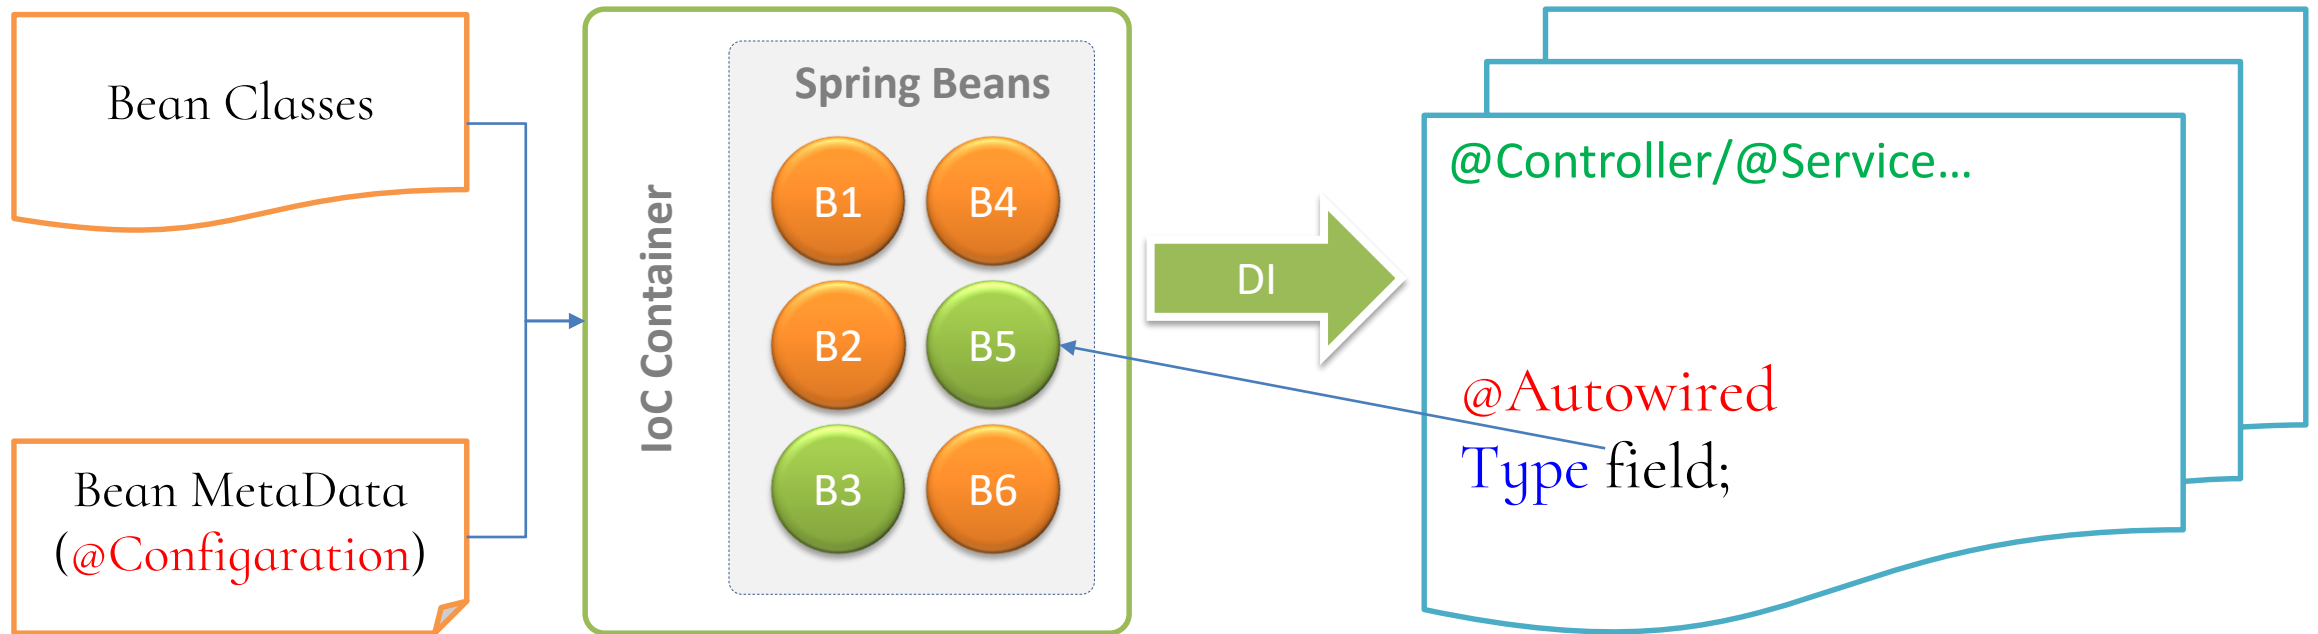 Bean Classes
Bean MetaData
(@Configaration)
IoC Container
Spring Beans
B1
B4
B2
B5
B3
B6
DI
@Controller/@Service...
@Autowired
Type field;